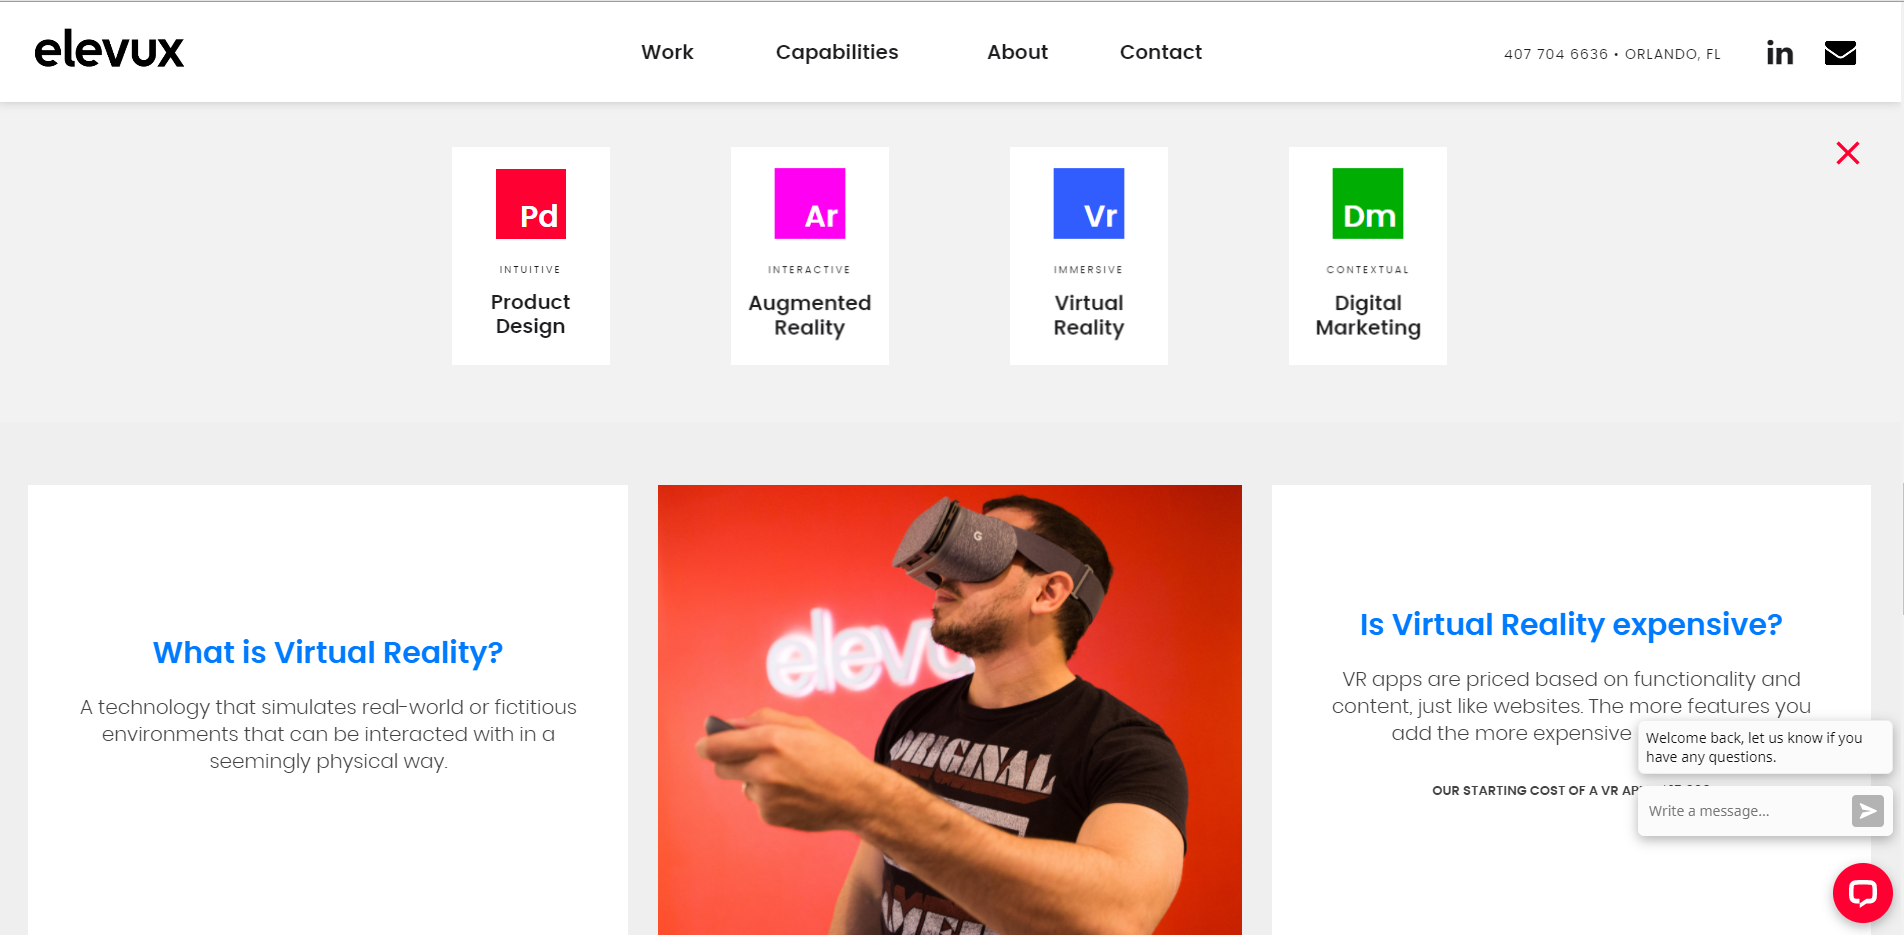 elevux
Work Capabilities About Contact
407 704 6636 • ORLANDO, FL
in
Pd
INTUITIVE
Product
Design
Ar
INTERACTIVE
Augmented
Reality
Vr
IMMERSIVE
Virtual
Reality
Dm
CONTEXTUAL
Digital
Marketing
What is Virtual Reality?
A technology that simulates real-world or fictitious
environments that can be interacted with in a
seemingly physical way.
G
elevu
ORIGINAL
Is Virtual Reality expensive?
VR apps are priced based on functionality and
content, just like websites. The more features you
add the more expensive
OUR STARTING COST OF A VR
Welcome back, let us know if you
have any questions.
Write a message...